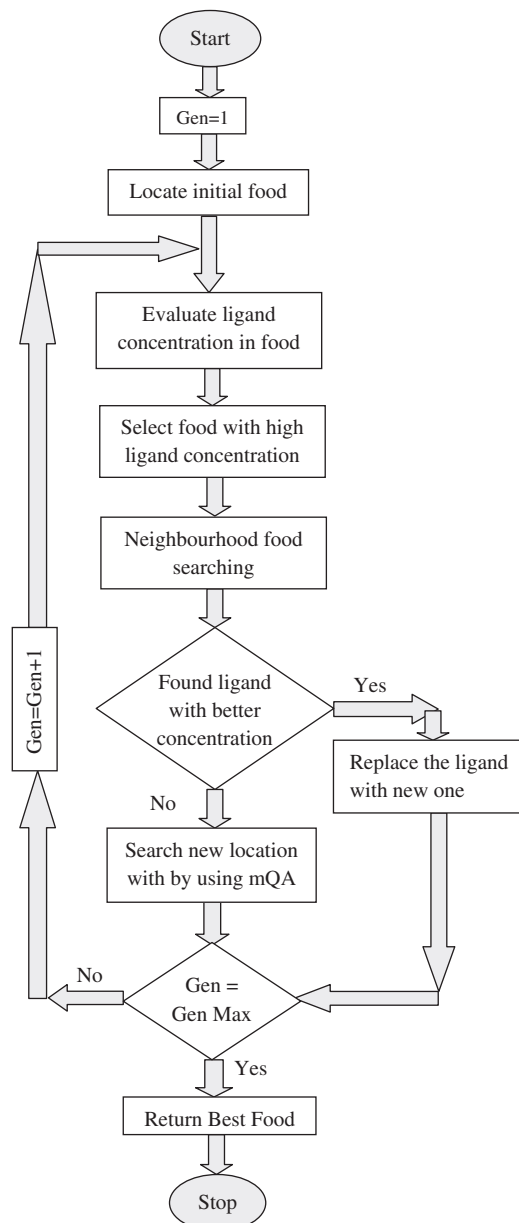 Start
Gen=1
Locate initial food
Evaluate ligand
concentration in food
Select food with high
ligand concentration
Neighbourhood food
searching
Found ligand
with better
concentration
Yes
Replace the ligand
with new one
No
Search new location
with by using mQA
Gen=Gen+1
No
Gen =
Gen Max
Yes
Return Best Food
Stop